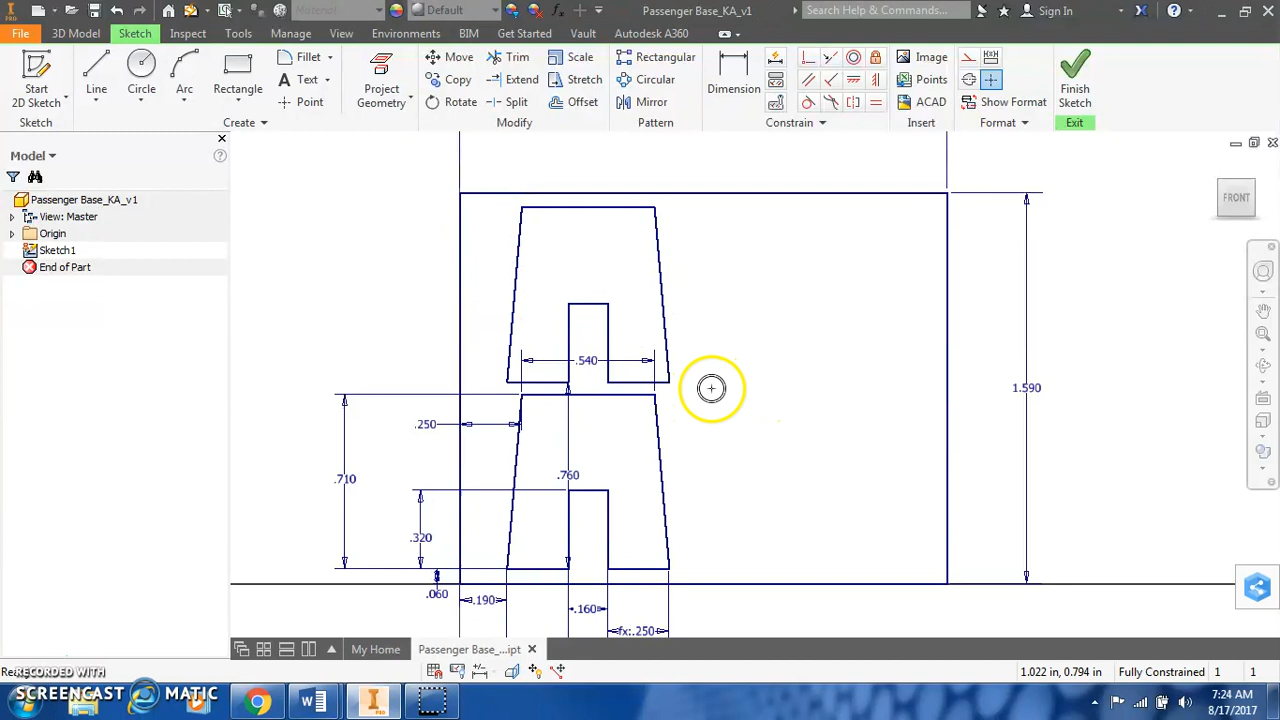 PRO
Material
Default
fx
Passenger Base_KA_v1
Search Help & Commands...
Sign In
File
3D Model
Sketch
Inspect
Tools
Manage
View
Environments
BIM
Get Started
Vault
Autodesk A360
Start
2D Sketch
Line
Circle
Arc
Rectangle
Fillet
Text
Point
Project
Geometry
Move
Copy
Rotate
Trim
Extend
Split
Scale
Stretch
Offset
Rectangular
Circular
Mirror
Dimension
Image
Points
ACAD
Show Format
Finish
Sketch
Sketch
Create
Modify
Pattern
Constrain
Insert
Format
Exit
Model
Passenger Base_KA_v1
View: Master
Origin
Sketch1
End of Part
FRONT
.540
1.590
.250
.710
.760
.320
.060
.190
.160
fx:.250
My Home
Passenger Base_...ipt
1.022 in, 0.794 in
Fully Constrained
1
1
RECORDED WITH
SCREENCAST
MATIC
7:24 AM
8/17/2017